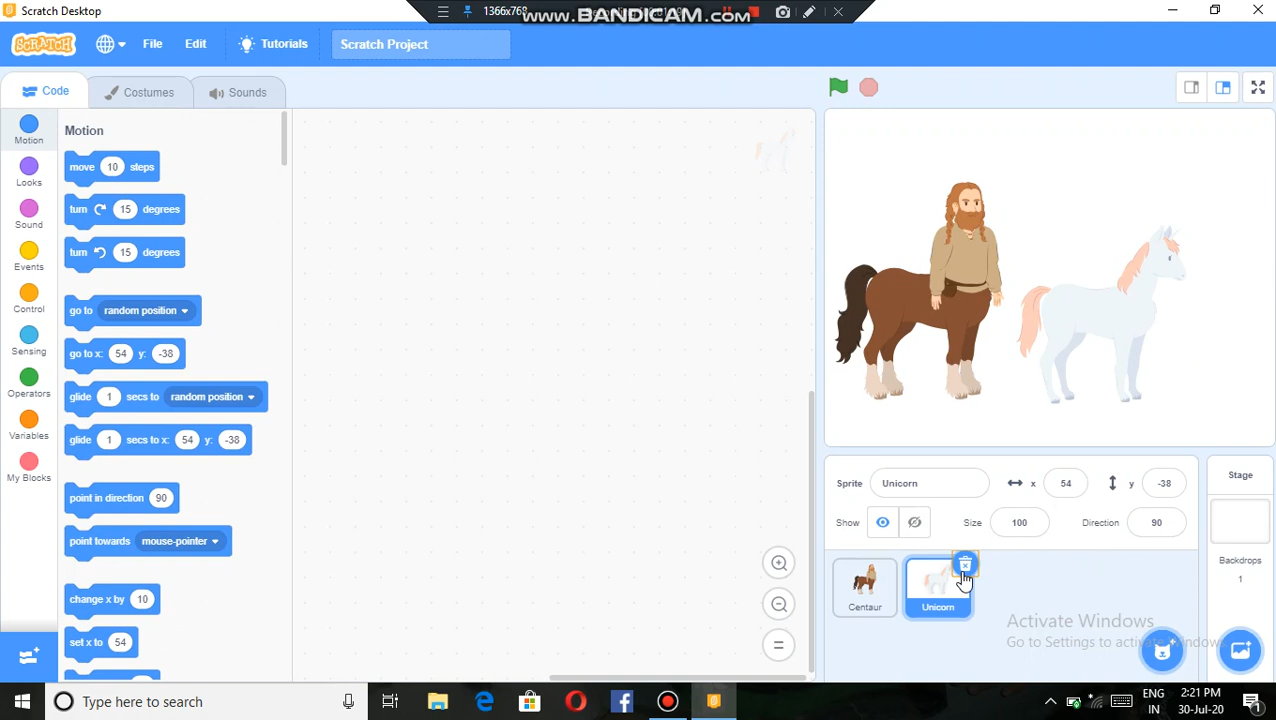 Scratch Desktop
1366x768
www.BANDICAM.com
SCRATCH
File
Edit
Tutorials
Scratch Project
Code
Costumes
Sounds
Motion
Looks
Sound
Events
Control
Sensing
Operators
Variables
My Blocks
Motion
move 10 steps
turn 15 degrees
turn 15 degrees
go to random position
go to x: 54 y: -38
glide 1 secs to random position
glide 1 secs to x: 54 y: -38
point in direction 90
point towards mouse-pointer
change x by 10
set x to 54
Sprite Unicorn x 54 y -38
Show Size 100 Direction 90
Centaur
Unicorn
Stage
Backdrops
1
Activate Windows
Go to Settings to activate Windows.
Type here to search
ENG
IN
2:21 PM
30-Jul-20
1